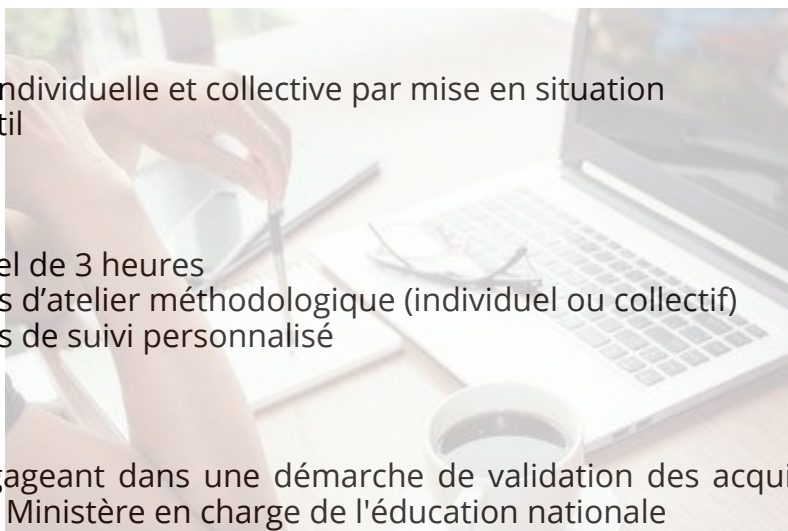 ndividuelle et collective par mise en situation
til
el de 3 heures
s d’atelier méthodologique (individuel ou collectif)
s de suivi personnalisé
gageant dans une démarche de validation des acqui
Ministère en charge de l'éducation nationale